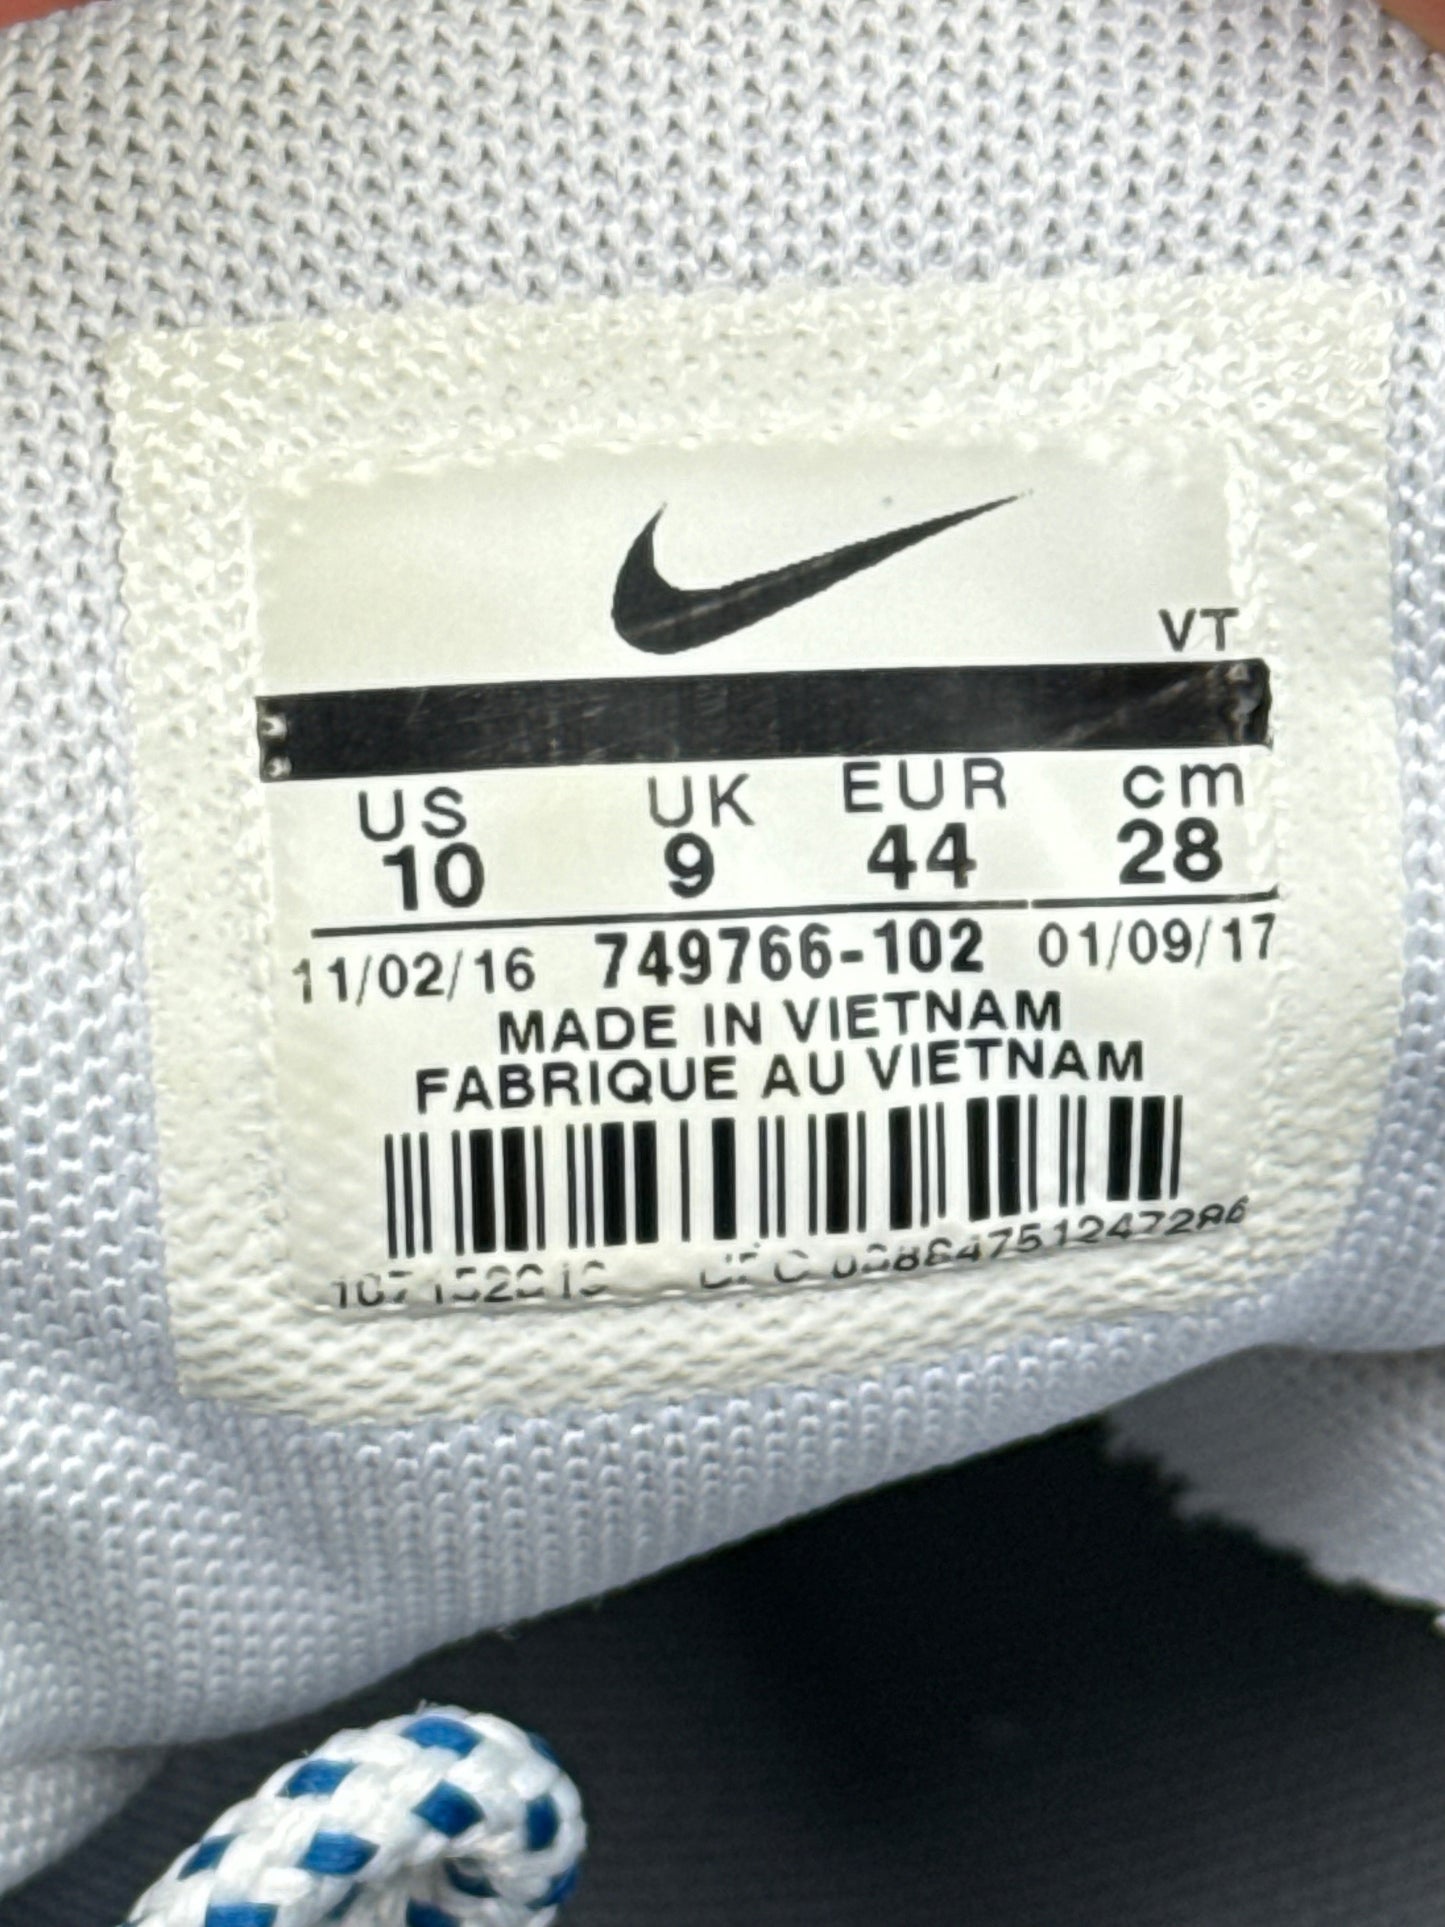 VT
US UK EUR cm
10 9 44 28
11/02/16 749766-102 01/09/17
MADE IN VIETNAM
FABRIQUE AU VIETNAM